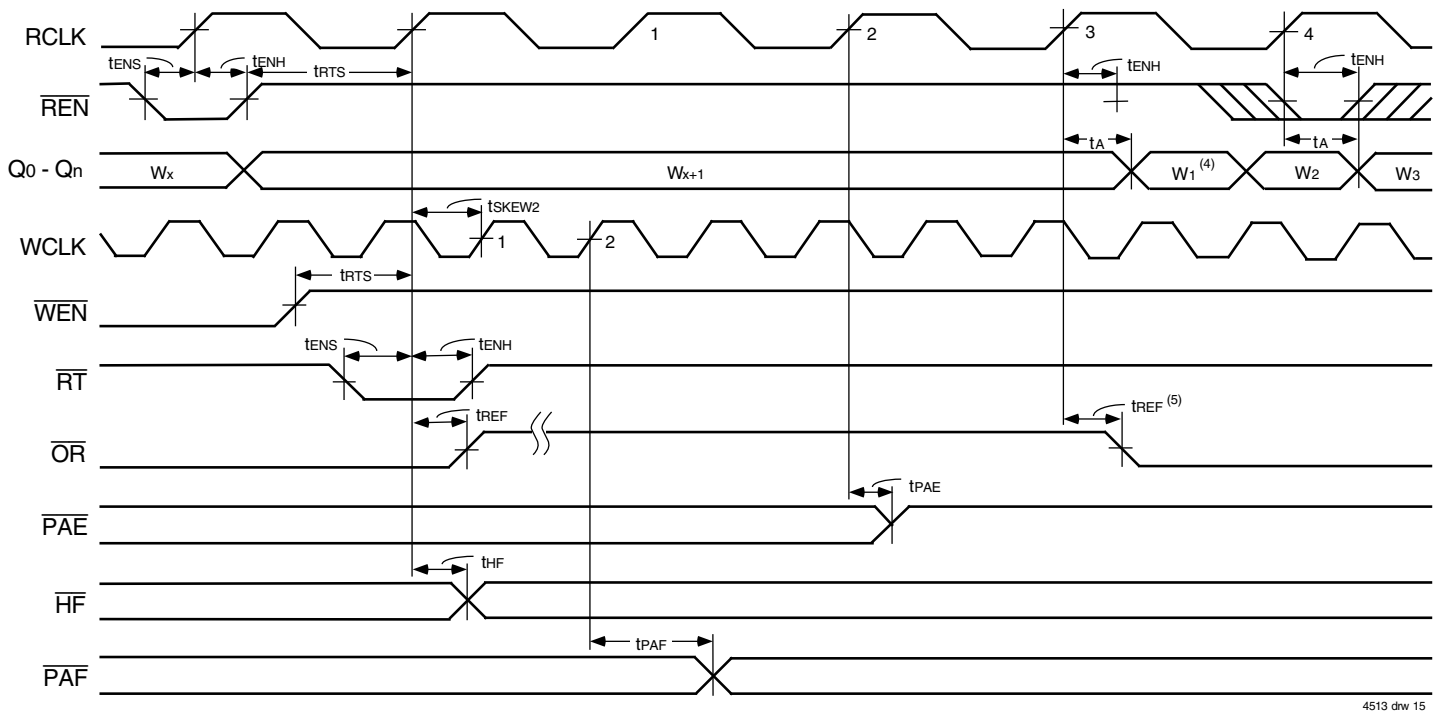 RCLK 1 2 3 4
tENS tENH tRTS tENH tENH
REN
tA tA
Q0 - Qn Wx Wx+1 W1 (4) W2 W3
tSKEW2
WCLK 1 2
tRTS
WEN
tENS tENH
RT
tREF tREF (5)
OR
tPAE
PAE
tHF
HF
tPAF
PAF
4513 drw 15